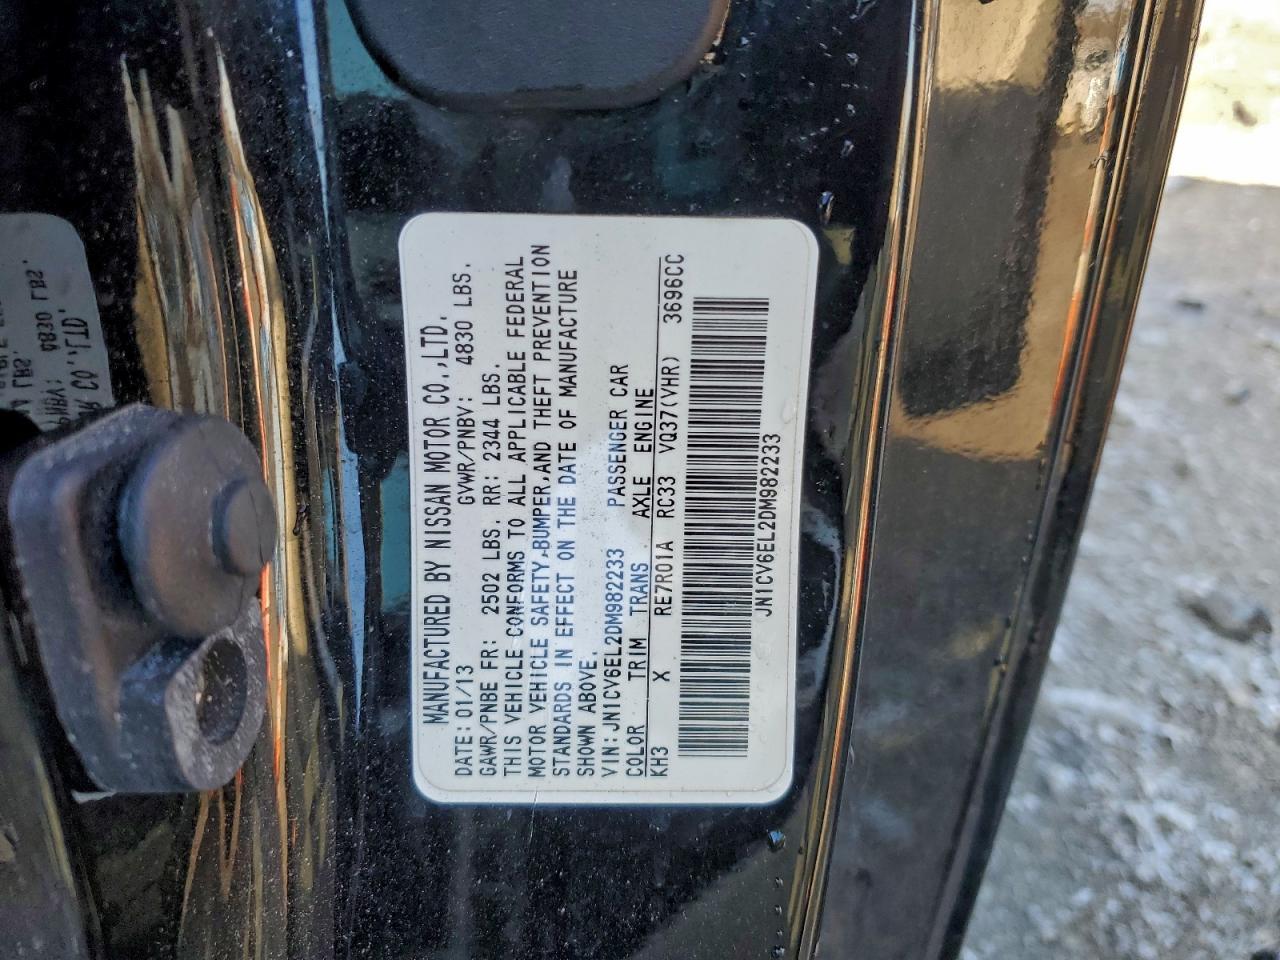 MANUFACTURED BY NISSAN MOTOR CO.,LTD.
DATE:01/13 GVWR/PNBV: 4830 LBS.
GAWR/PNBE FR: 2502 LBS. RR: 2344 LBS.
THIS VEHICLE CONFORMS TO ALL APPLICABLE FEDERAL
MOTOR VEHICLE SAFETY,BUMPER,AND THEFT PREVENTION
STANDARDS IN EFFECT ON THE DATE OF MANUFACTURE
SHOWN ABOVE.
VIN:JN1CV6EL2DM982233 PASSENGER CAR
COLOR TRIM TRANS AXLE ENGINE
KH3 X RE7R01A RC33 VQ37(VHR) 3696CC
JN1CV6EL2DM982233